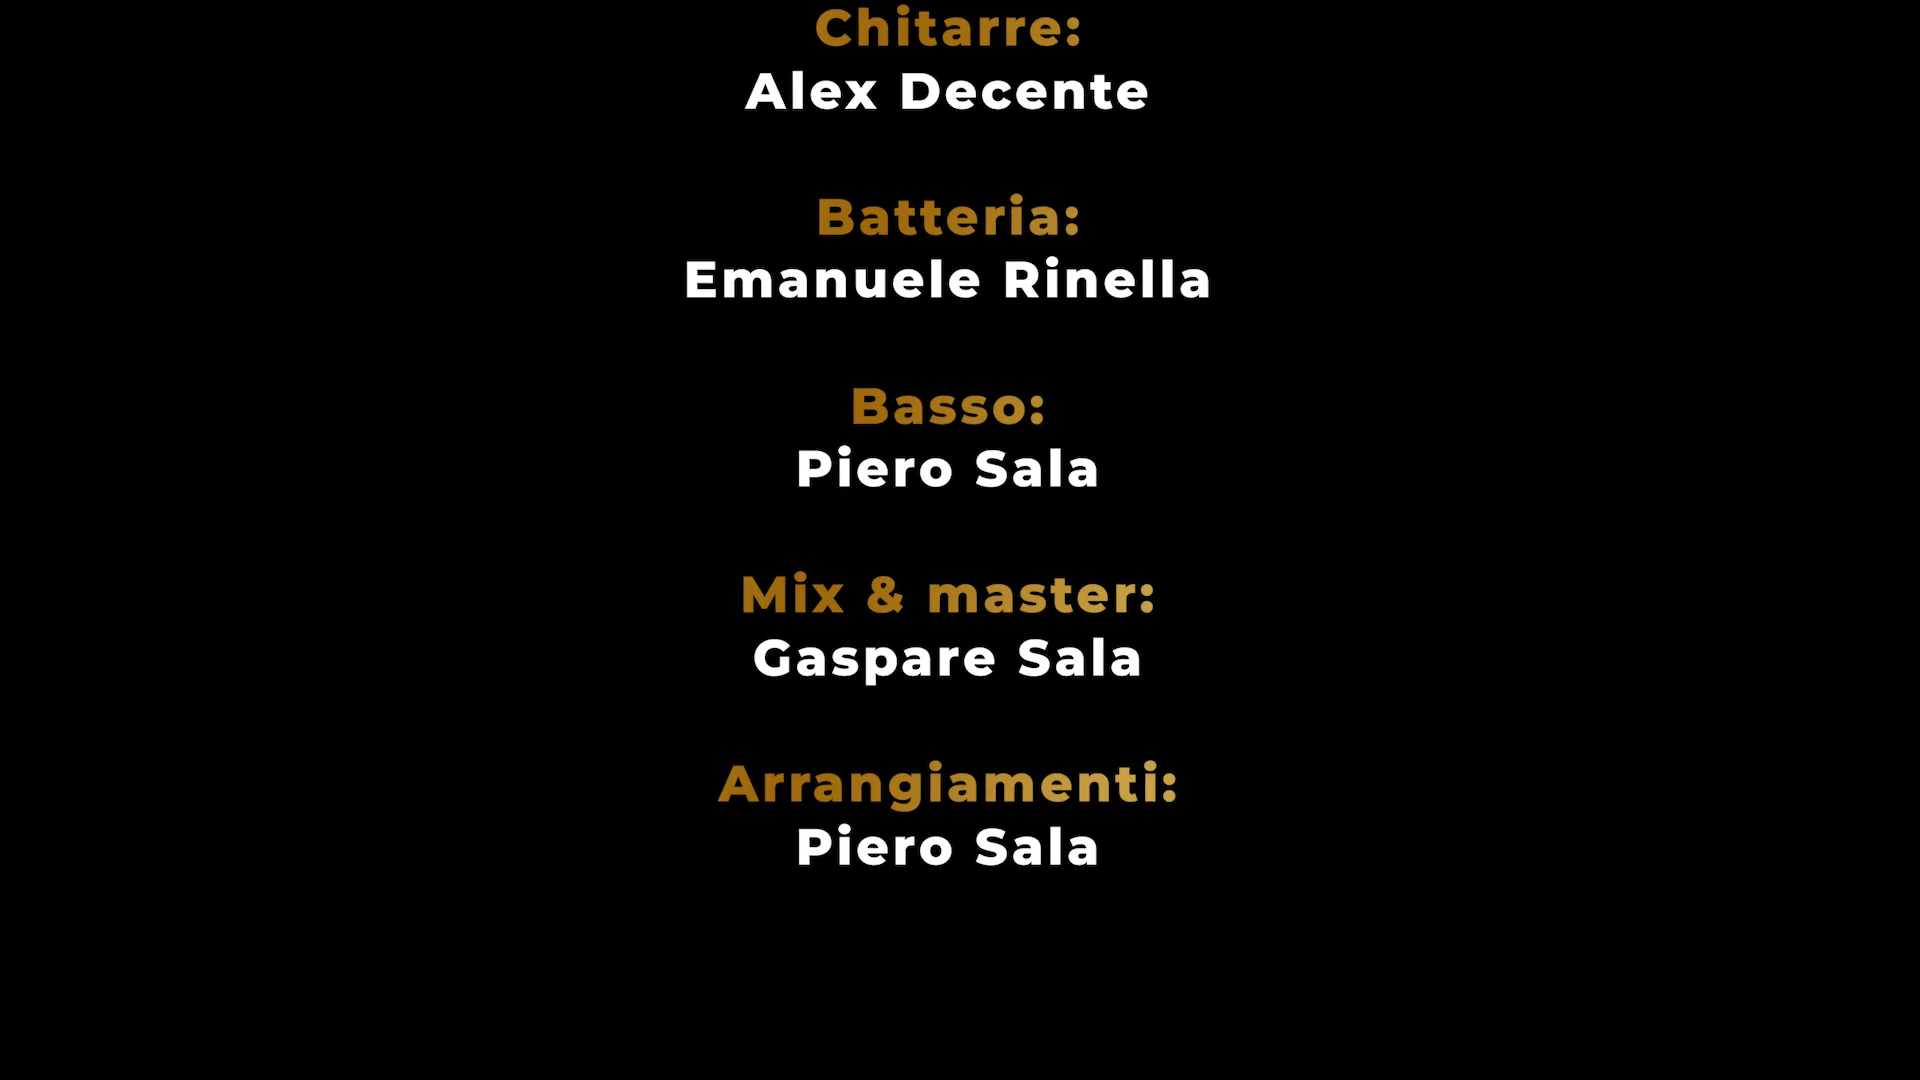 Chitarre:
Alex Decente
Batteria:
Emanuele Rinella
Basso:
Piero Sala
Mix & master:
Gaspare Sala
Arrangiamenti:
Piero Sala